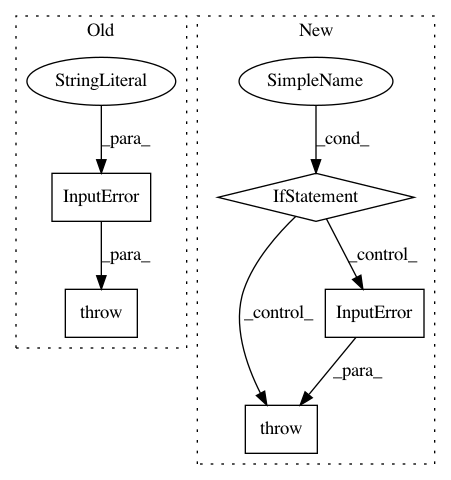 Old
New
StringLiteral
SimpleName
_para_
_cond_
InputError
IfStatement
_para_
_control_
_control_
throw
InputError
_para_
throw